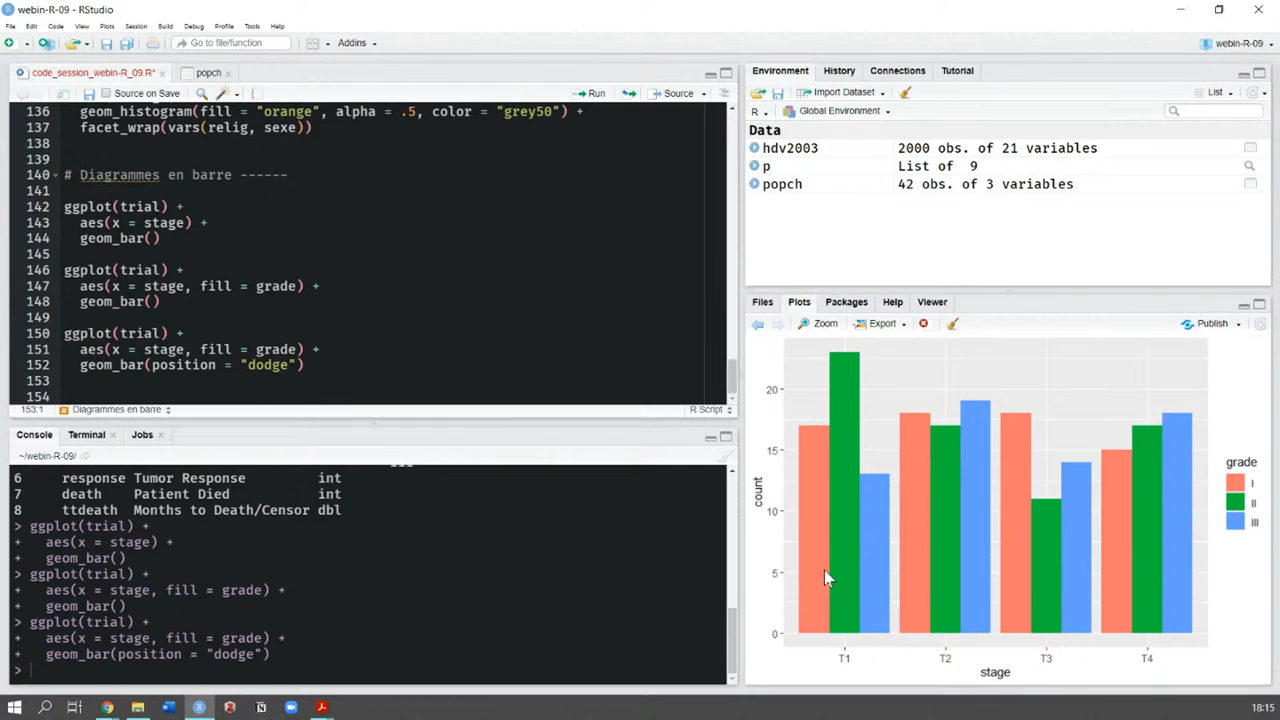 webin-R-09 - RStudio
File Edit Code View Plots Session Build Debug Profile Tools Help
Go to file/function Addins webin-R-09
code_session_webin-R_09.R* popch
Source on Save Run Source
136 geom_histogram(fill = "orange", alpha = .5, color = "grey50") +
137 facet_wrap(vars(relig, sexe))
138
139
140 # Diagrammes en barre ------
141
142 ggplot(trial) +
143 aes(x = stage) +
144 geom_bar()
145
146 ggplot(trial) +
147 aes(x = stage, fill = grade) +
148 geom_bar()
149
150 ggplot(trial) +
151 aes(x = stage, fill = grade) +
152 geom_bar(position = "dodge")
153
154
153:1 # Diagrammes en barre R Script
Console Terminal Jobs
~/webin-R-09/
6 response Tumor Response int
7 death Patient Died int
8 ttdeath Months to Death/Censor dbl
> ggplot(trial) +
+ aes(x = stage) +
+ geom_bar()
> ggplot(trial) +
+ aes(x = stage, fill = grade) +
+ geom_bar()
> ggplot(trial) +
+ aes(x = stage, fill = grade) +
+ geom_bar(position = "dodge")
>
Environment History Connections Tutorial
Import Dataset List
R Global Environment
Data
hdv2003 2000 obs. of 21 variables
p List of 9
popch 42 obs. of 3 variables
Files Plots Packages Help Viewer
Zoom Export Publish
20
15
10
5
0
count
T1 T2 T3 T4
stage
grade
I
II
III
18:15